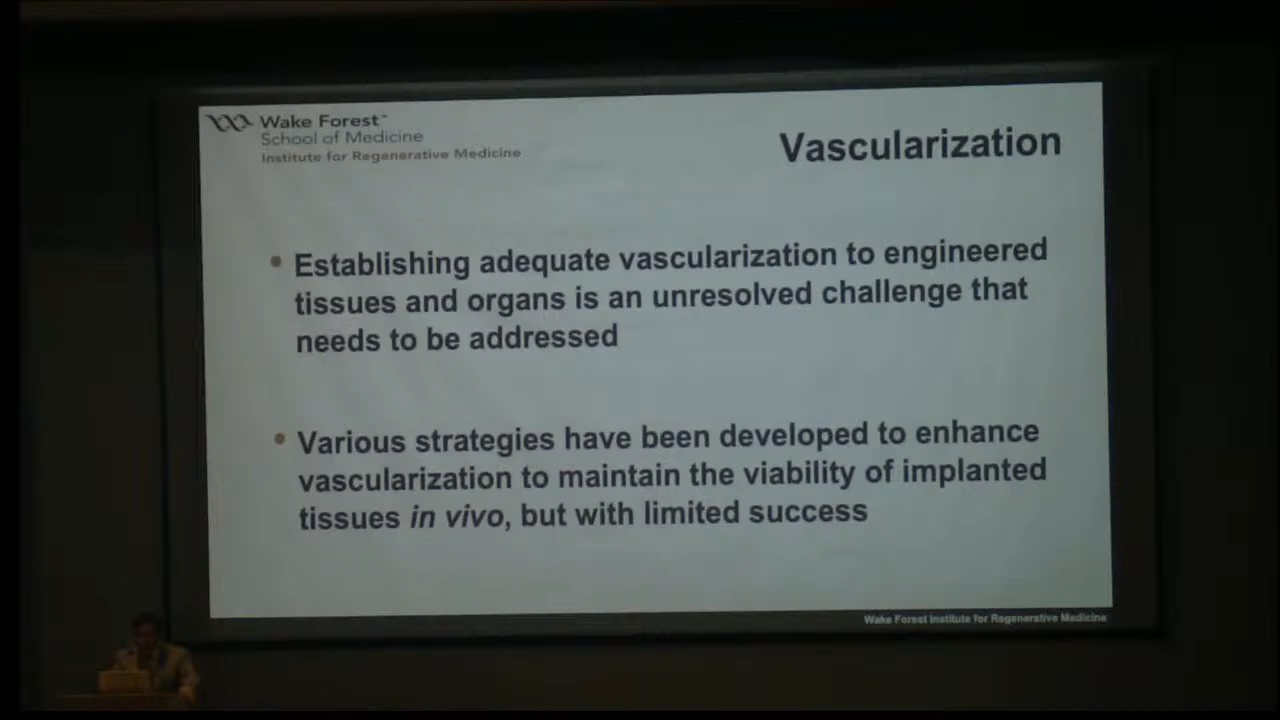 Wake Forest™
School of Medicine
Institute for Regenerative Medicine
Vascularization
• Establishing adequate vascularization to engineered
tissues and organs is an unresolved challenge that
needs to be addressed
• Various strategies have been developed to enhance
vascularization to maintain the viability of implanted
tissues in vivo, but with limited success
Wake Forest Institute for Regenerative Medicine